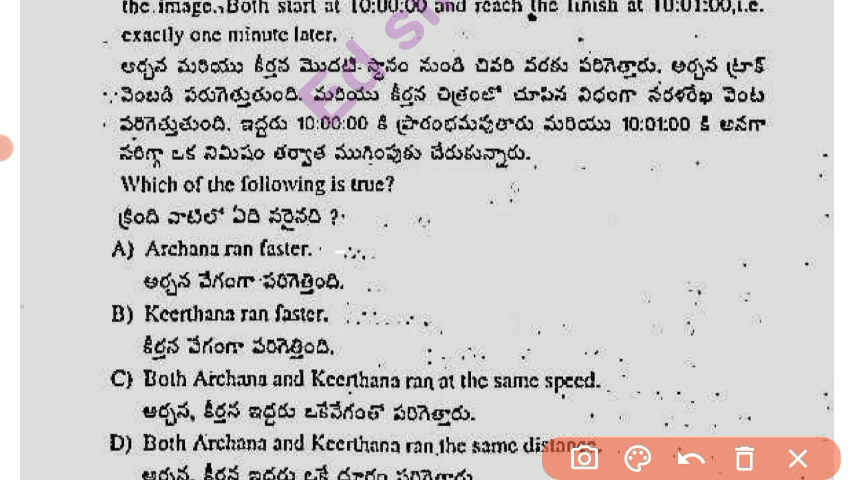 the image. Both start at 10:00:00 and reach the finish at 10:01:00,i.e.
exactly one minute later.
అర్చన మరియు కీర్తన మొదటి స్థానం నుండి చివరి వరకు పరిగెత్తారు. అర్చన ట్రాక్
వెంబడి పరుగెత్తుతుంది. మరియు కీర్తన చిత్రంలో చూపిన విధంగా సరళరేఖ వెంట
పరిగెత్తుతుంది. ఇద్దరు 10:00:00 కి ప్రారంభమవుతారు మరియు 10:01:00 కి అనగా
సరిగ్గా ఒక నిమిషం తర్వాత ముగింపుకు చేరుకున్నారు.
Which of the following is true?
క్రింది వాటిలో ఏది సరైనది ?
A) Archana ran faster.
అర్చన వేగంగా పరిగెత్తింది.
B) Keerthana ran faster.
కీర్తన వేగంగా పరిగెత్తింది.
C) Both Archana and Keerthana ran at the same speed.
అర్చన, కీర్తన ఇద్దరు ఒకేవేగంతో పరిగెత్తారు.
D) Both Archana and Keerthana ran the same distance.
అర్చన, కీర్తన ఇద్దరు ఒకే దూరం పరిగెత్తారు